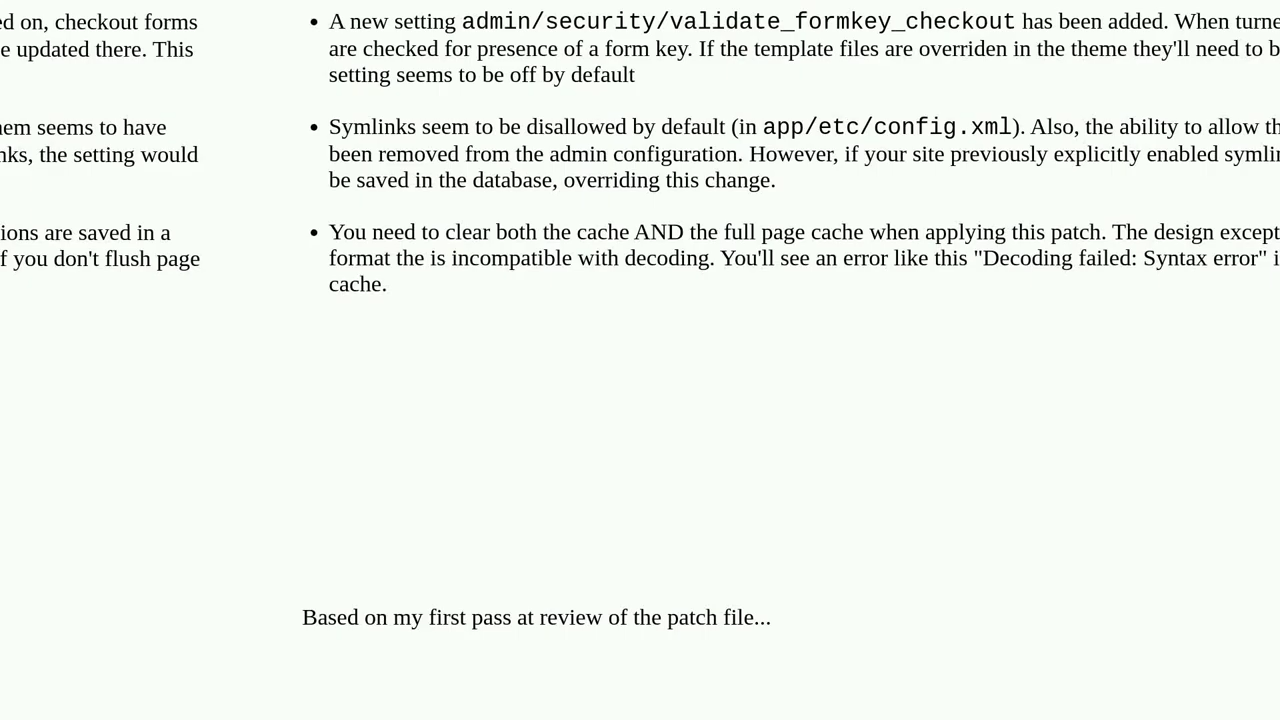 ed on, checkout forms
e updated there. This
hem seems to have
nks, the setting would
ions are saved in a
f you don't flush page
• A new setting admin/security/validate_formkey_checkout has been added. When turne
are checked for presence of a form key. If the template files are overriden in the theme they'll need to b
setting seems to be off by default
• Symlinks seem to be disallowed by default (in app/etc/config.xml). Also, the ability to allow th
been removed from the admin configuration. However, if your site previously explicitly enabled symlin
be saved in the database, overriding this change.
• You need to clear both the cache AND the full page cache when applying this patch. The design except
format the is incompatible with decoding. You'll see an error like this "Decoding failed: Syntax error" i
cache.
Based on my first pass at review of the patch file...